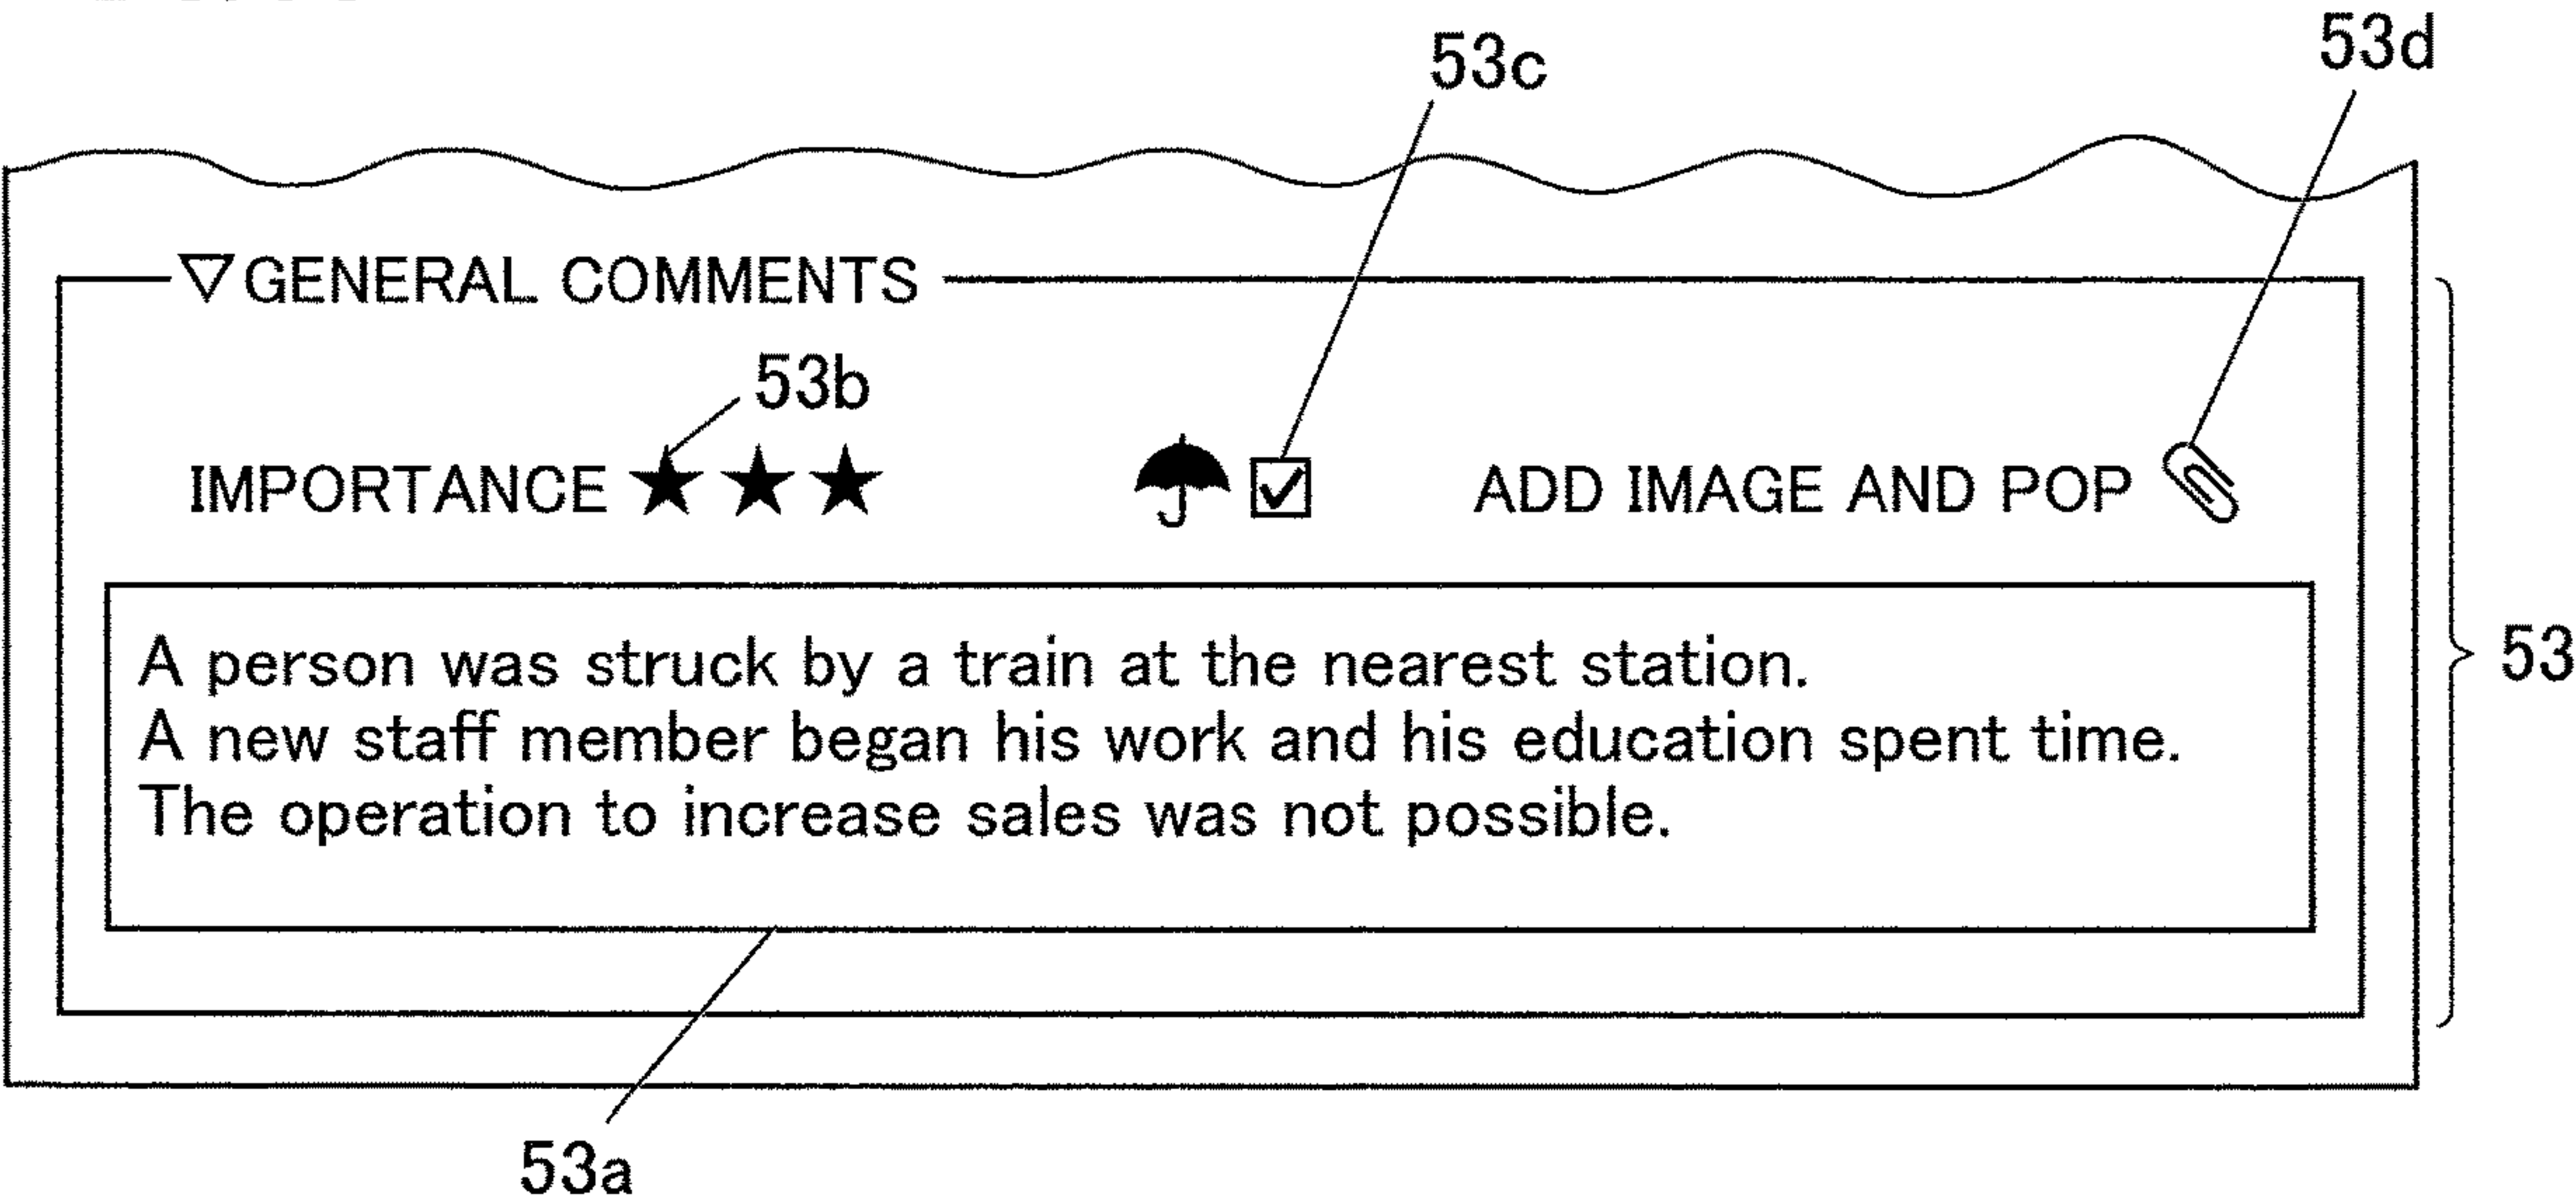 53d
53c
▽GENERAL COMMENTS
53b
IMPORTANCE ★★★ ☂ ☑ ADD IMAGE AND POP
A person was struck by a train at the nearest station.
A new staff member began his work and his education spent time.
The operation to increase sales was not possible.
53
53a